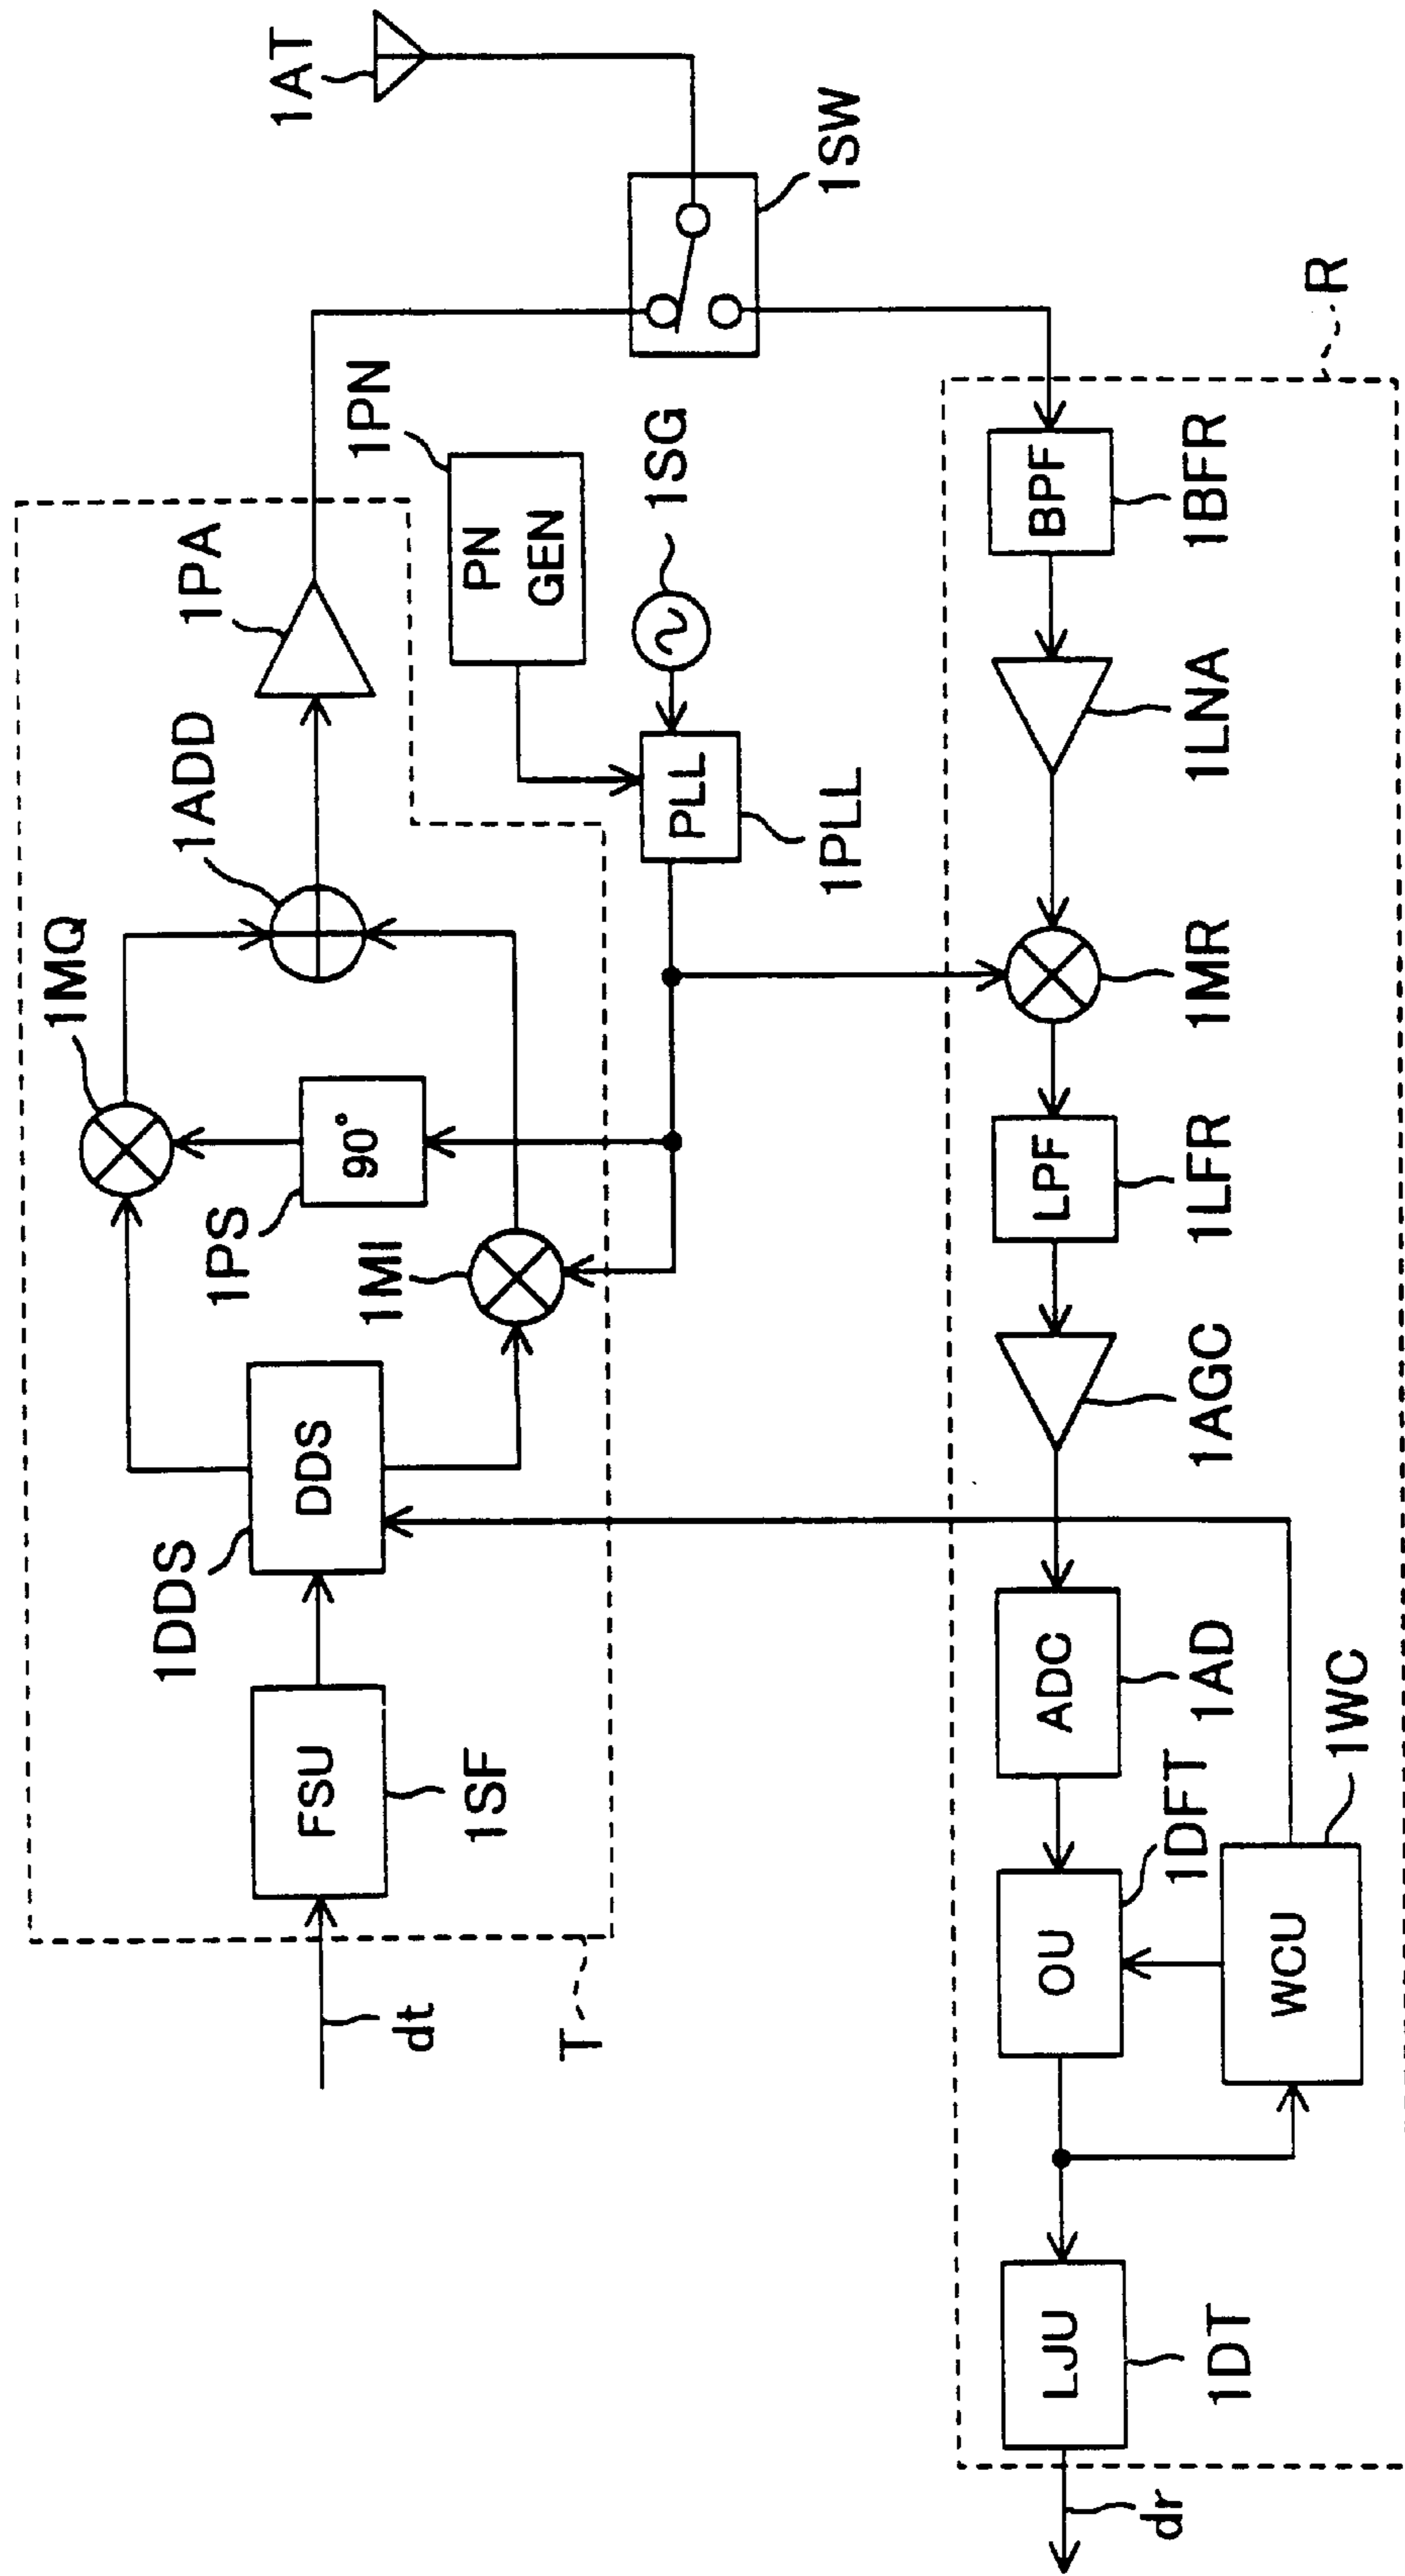 dt
T
FSU
1SF
DDS
1DDS
1MQ
90°
1PS
1MI
1ADD
1PA
PN
GEN
1PN
1SG
PLL
1PLL
1AT
1SW
R
BPF
1BFR
1LNA
1MR
LPF
1LFR
1AGC
ADC
1AD
OU
1DFT
WCU
1WC
LJU
1DT
dr